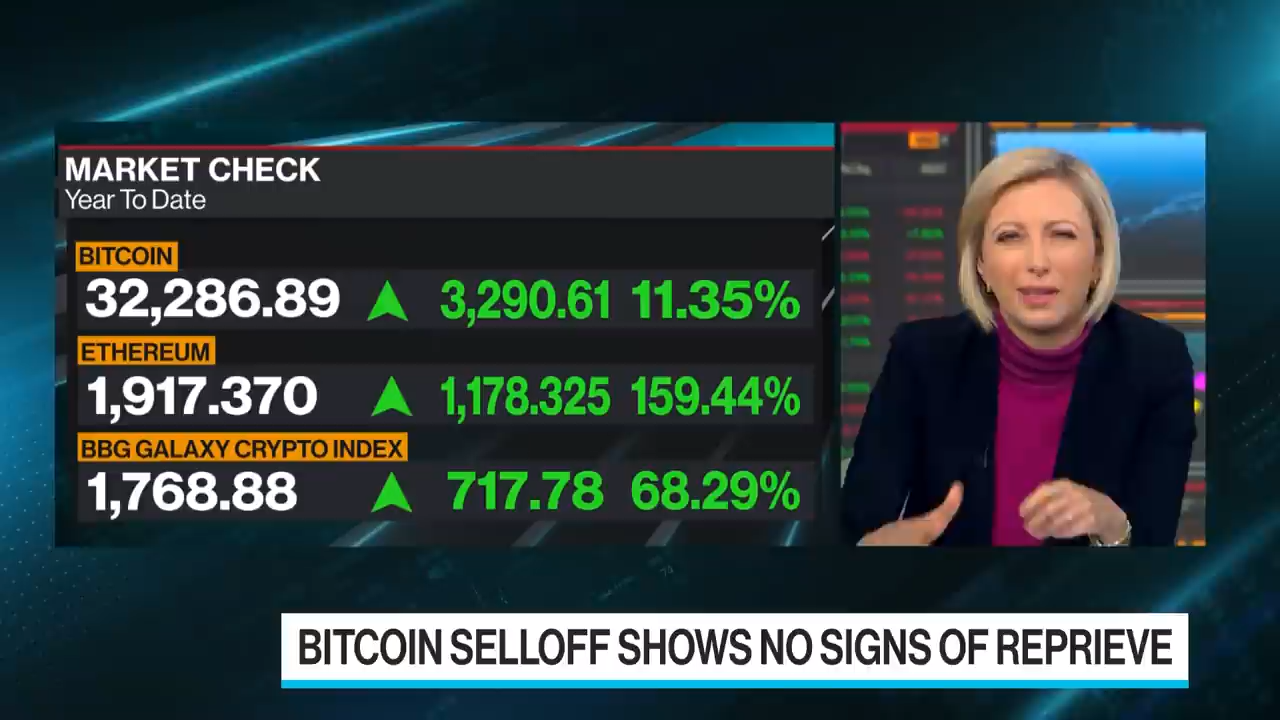 MARKET CHECK
Year To Date
BITCOIN
32,286.89 ▲ 3,290.61 11.35%
ETHEREUM
1,917.370 ▲ 1,178.325 159.44%
BBG GALAXY CRYPTO INDEX
1,768.88 ▲ 717.78 68.29%
BITCOIN SELLOFF SHOWS NO SIGNS OF REPRIEVE